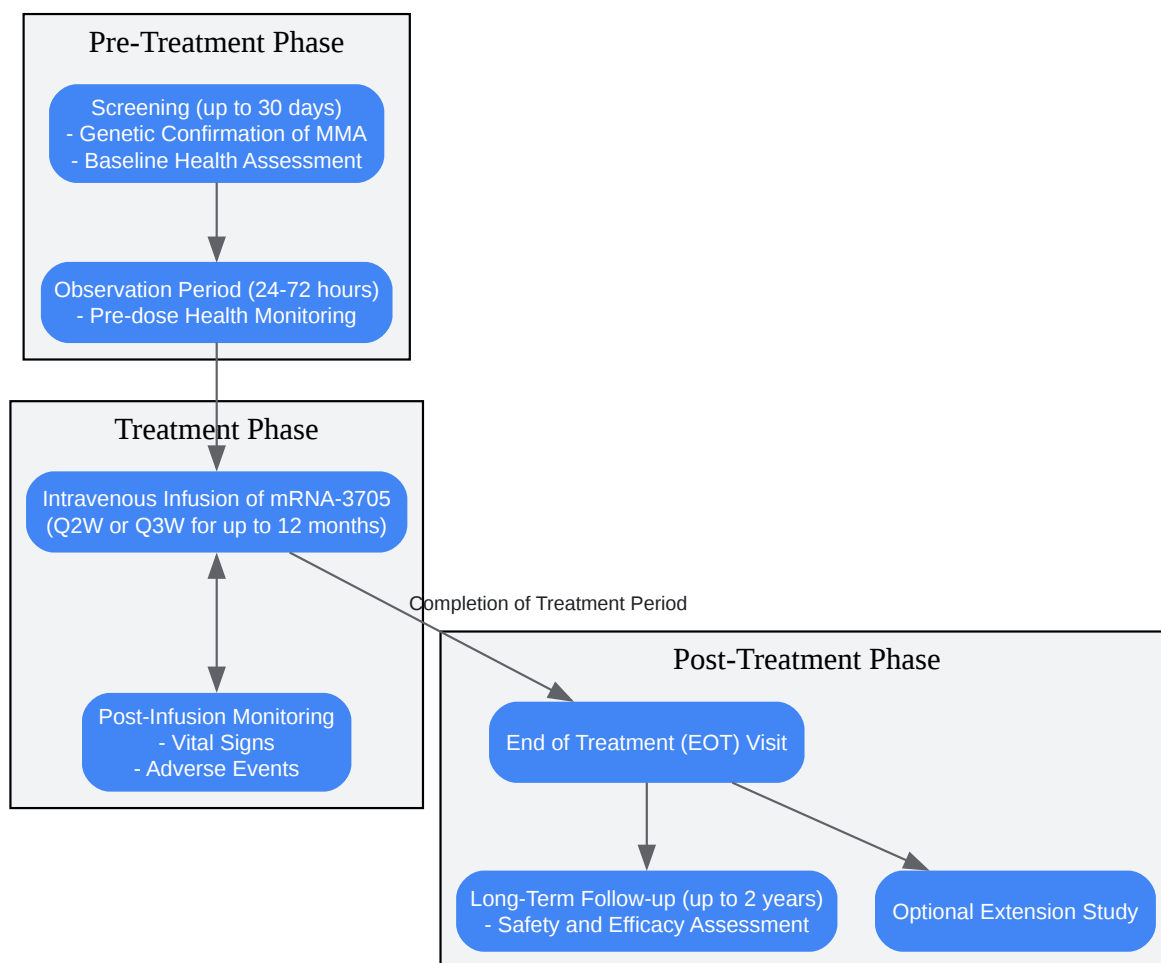 Pre-Treatment Phase
Screening (up to 30 days)
- Genetic Confirmation of MMA
- Baseline Health Assessment
Observation Period (24-72 hours)
- Pre-dose Health Monitoring
Treatment Phase
Intravenous Infusion of mRNA-3705
(Q2W or Q3W for up to 12 months)
Completion of Treatment Period
Post-Infusion Monitoring
- Vital Signs
- Adverse Events
Post-Treatment Phase
End of Treatment (EOT) Visit
Long-Term Follow-up (up to 2 years)
- Safety and Efficacy Assessment
Optional Extension Study